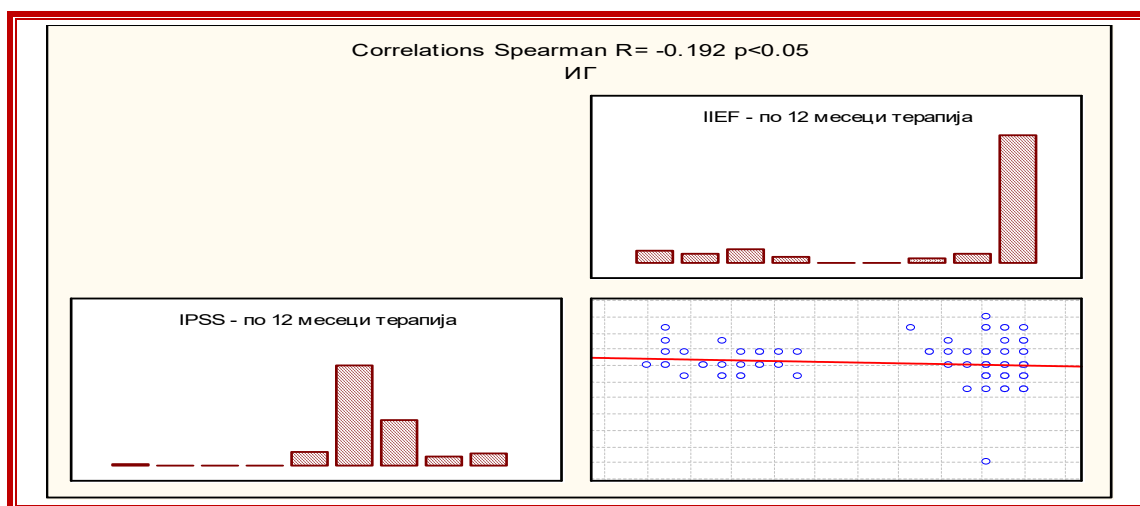 Correlations Spearman R= -0.192 p<0.05
ИГ
IIEF - по 12 месеци терапија
IPSS - по 12 месеци терапија